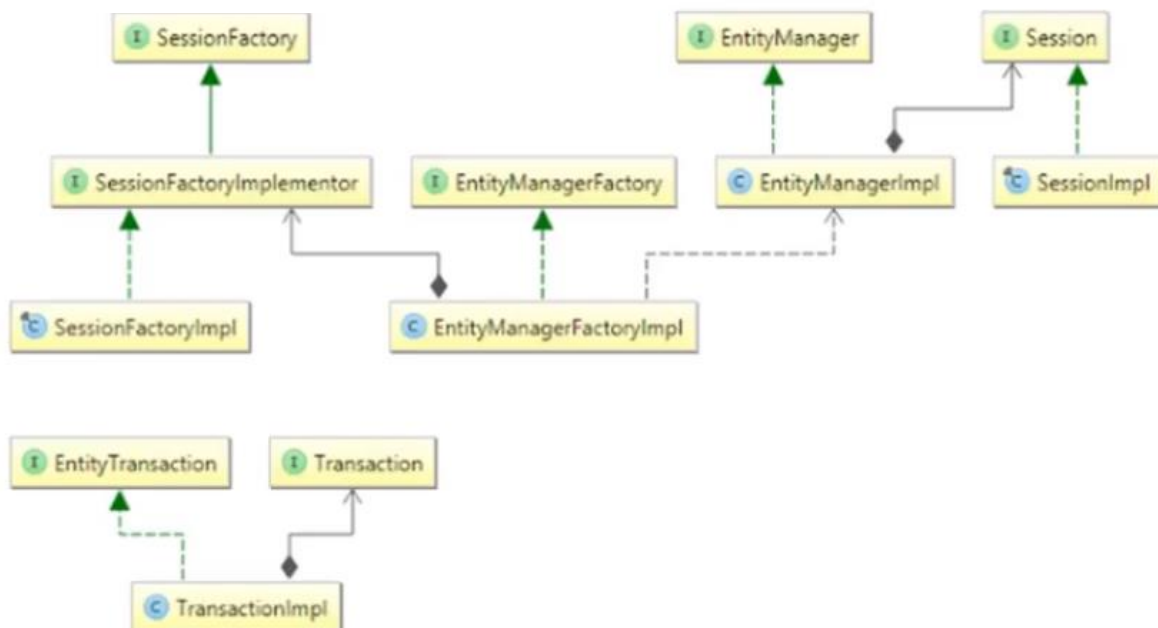 I SessionFactory
I EntityManager
I Session
I SessionFactoryImplementor
I EntityManagerFactory
C EntityManagerImpl
C SessionImpl
C SessionFactoryImpl
C EntityManagerFactoryImpl
I EntityTransaction
I Transaction
C TransactionImpl